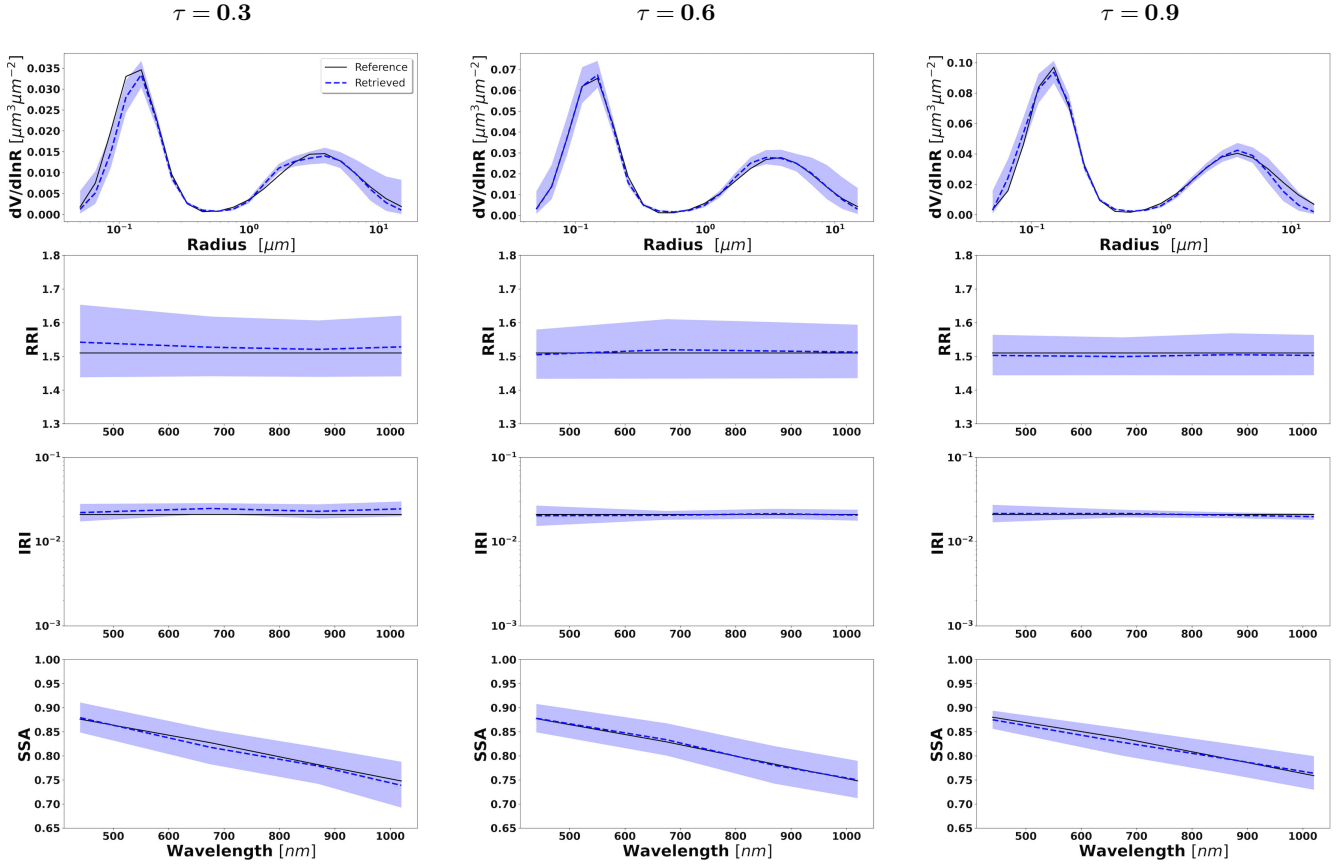 τ = 0.3 τ = 0.6 τ = 0.9
dV/dlnR [μm³μm⁻²] dV/dlnR [μm³μm⁻²] dV/dlnR [μm³μm⁻²]
Reference
Retrieved
0.035 0.030 0.025 0.020 0.015 0.010 0.005 0.000
0.07 0.06 0.05 0.04 0.03 0.02 0.01 0.00
0.10 0.08 0.06 0.04 0.02 0.00
10⁻¹ 10⁰ 10¹ 10⁻¹ 10⁰ 10¹ 10⁻¹ 10⁰ 10¹
Radius [μm] Radius [μm] Radius [μm]
RRI RRI RRI
1.8 1.7 1.6 1.5 1.4 1.3
1.8 1.7 1.6 1.5 1.4 1.3
1.8 1.7 1.6 1.5 1.4 1.3
500 600 700 800 900 1000 500 600 700 800 900 1000 500 600 700 800 900 1000
IRI IRI IRI
10⁻¹ 10⁻² 10⁻³
10⁻¹ 10⁻² 10⁻³
10⁻¹ 10⁻² 10⁻³
500 600 700 800 900 1000 500 600 700 800 900 1000 500 600 700 800 900 1000
SSA SSA SSA
1.00 0.95 0.90 0.85 0.80 0.75 0.70 0.65
1.00 0.95 0.90 0.85 0.80 0.75 0.70 0.65
1.00 0.95 0.90 0.85 0.80 0.75 0.70 0.65
500 600 700 800 900 1000 500 600 700 800 900 1000 500 600 700 800 900 1000
Wavelength [nm] Wavelength [nm] Wavelength [nm]